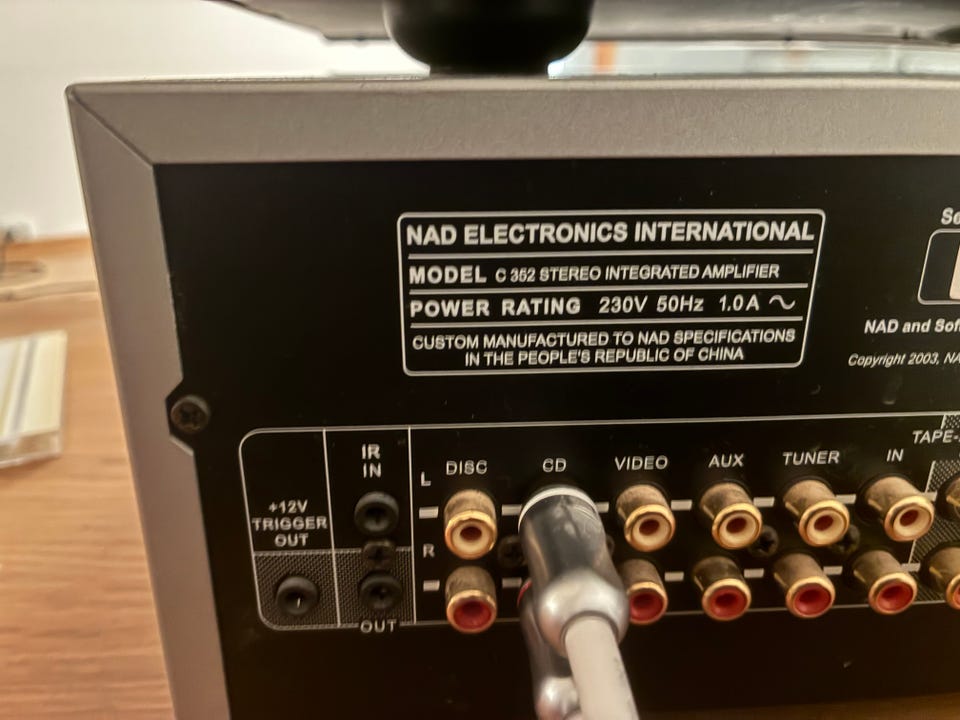 NAD ELECTRONICS INTERNATIONAL
MODEL C 352 STEREO INTEGRATED AMPLIFIER
POWER RATING 230V 50Hz 1.0A
CUSTOM MANUFACTURED TO NAD SPECIFICATIONS
IN THE PEOPLE'S REPUBLIC OF CHINA
NAD and
Copyright 2003,
TAPE-
IR
IN
+12V
TRIGGER
OUT
OUT
L
R
DISC
CD
VIDEO
AUX
TUNER
IN